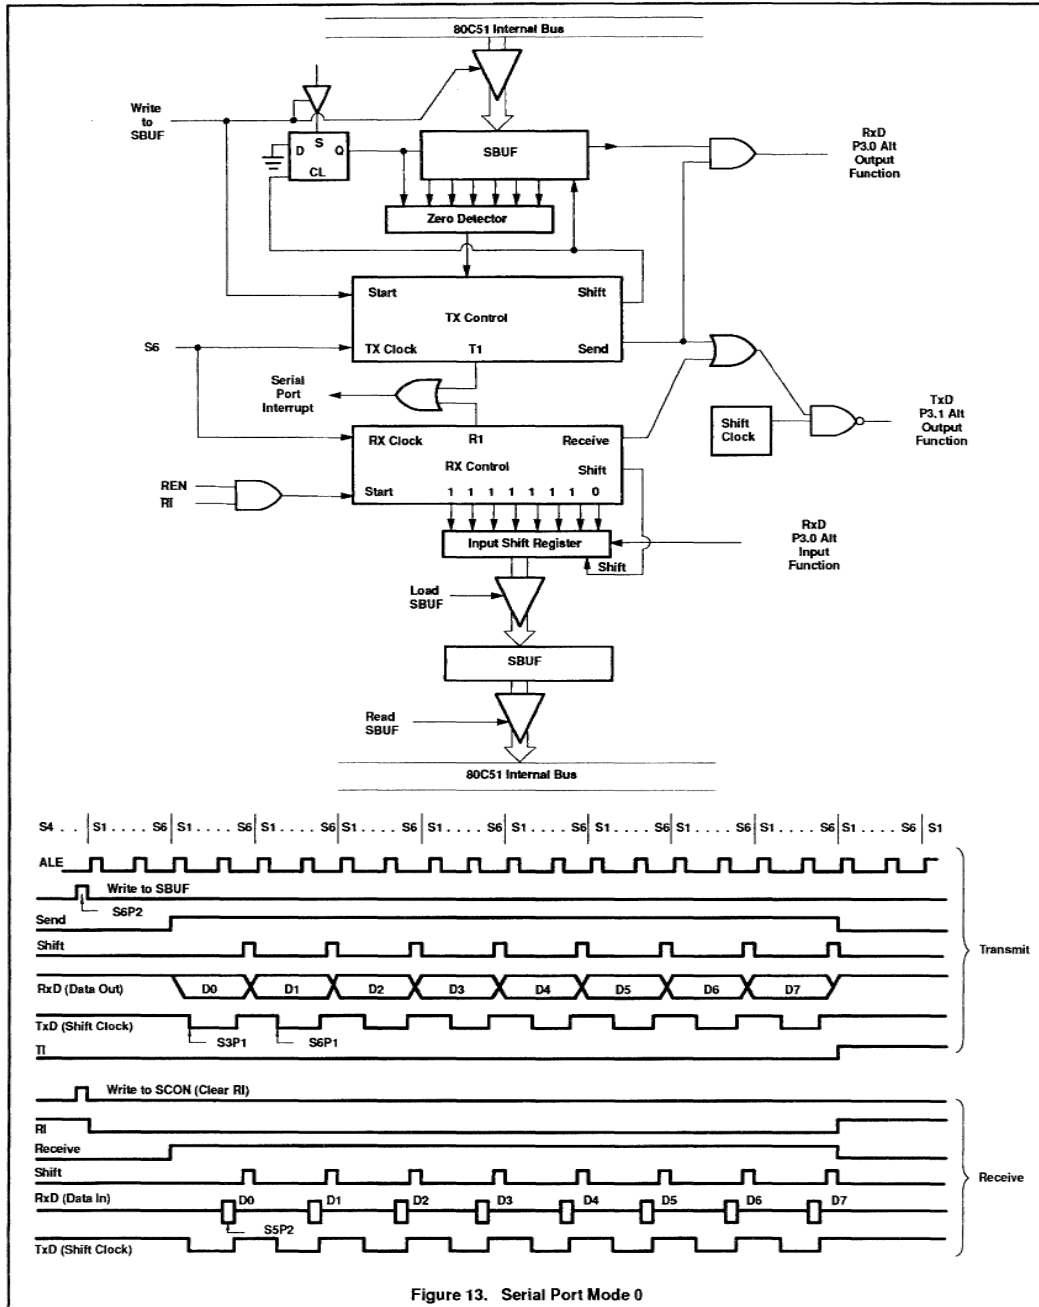 80C51 Internal Bus
Write
to
SBUF
S
D Q
CL
SBUF
RxD
P3.0 Alt
Output
Function
Zero Detector
Start Shift
TX Control
S6
TX Clock T1 Send
Serial
Port
Interrupt
TxD
P3.1 Alt
Output
Function
Shift
Clock
RX Clock R1 Receive
RX Control Shift
REN
RI
Start 1 1 1 1 1 1 1 0
Input Shift Register
RxD
P3.0 Alt
Input
Function
Shift
Load
SBUF
SBUF
Read
SBUF
80C51 Internal Bus
S4 . . S1 . . . . S6 S1 . . . . S6 S1 . . . . S6 S1 . . . . S6 S1 . . . . S6 S1 . . . . S6 S1 . . . . S6 S1 . . . . S6 S1 . . . . S6 S1 . . . . S6 S1
ALE
Write to SBUF
S6P2
Send
Shift
Transmit
RxD (Data Out) D0 D1 D2 D3 D4 D5 D6 D7
TxD (Shift Clock)
S3P1 S6P1
TI
Write to SCON (Clear RI)
RI
Receive
Shift
Receive
RxD (Data In) D0 D1 D2 D3 D4 D5 D6 D7
S5P2
TxD (Shift Clock)
Figure 13. Serial Port Mode 0